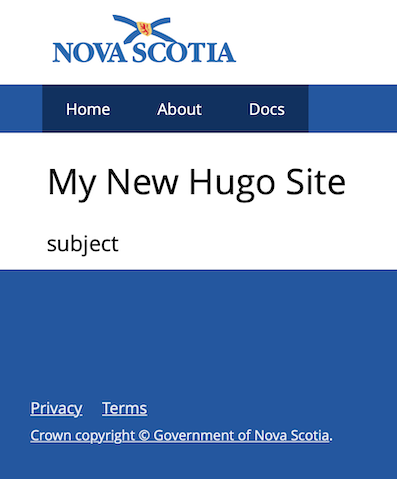 NOVA SCOTIA
Home About Docs
My New Hugo Site
subject
Privacy Terms
Crown copyright © Government of Nova Scotia.